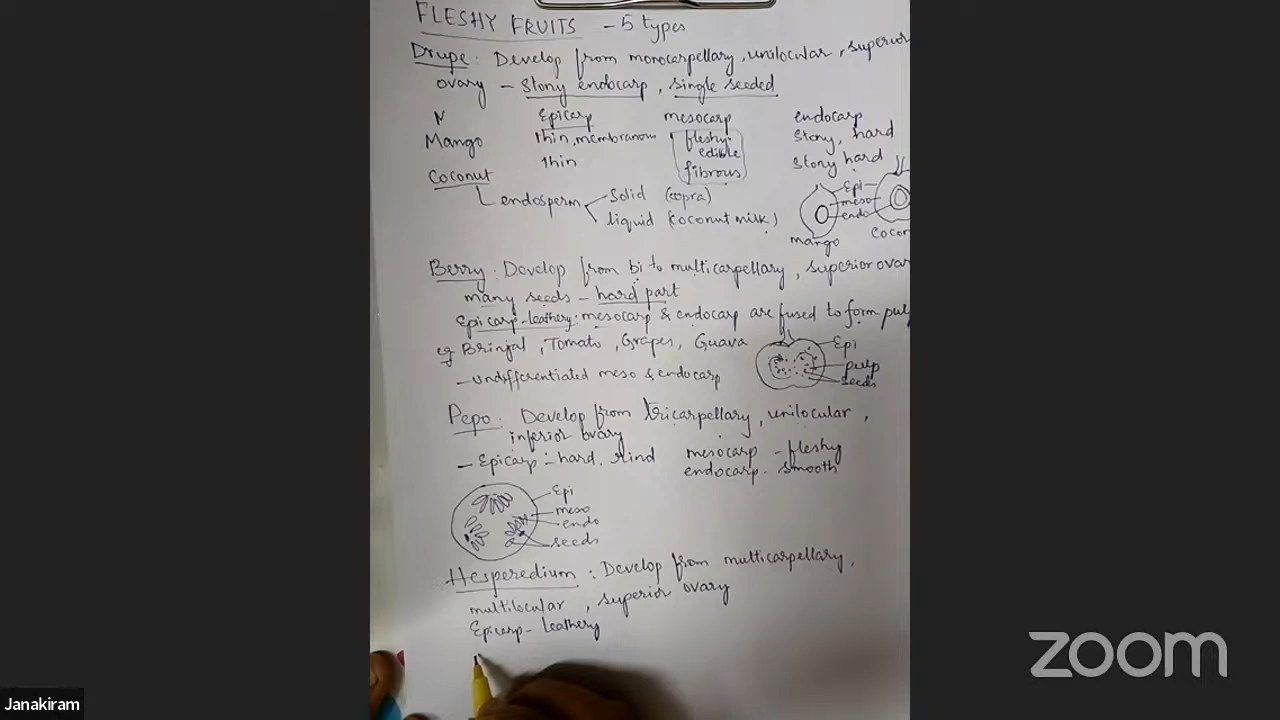 FLESHY FRUITS - 5 types
Drupe : Develop from monocarpellary, unilocular, superior
ovary - Stony endocarp, single seeded
N Epicarp mesocarp endocarp
Mango thin, membranous fleshy- edible Stony, hard
Coconut thin fibrous Stony hard
endosperm Solid (copra)
liquid (coconut milk)
Epi
meso
endo
mango Cocon
Berry : Develop from bi to multicarpellary, superior ovar
many seeds - hard part
Epicarp - leathery . mesocarp & endocarp are fused to form pulp
eg Brinjal, Tomato, Grapes, Guava
- undifferentiated meso & endocarp
Epi
pulp
seeds
Pepo : Develop from tricarpellary, unilocular,
inferior ovary
- Epicarp : hard, rind mesocarp - fleshy
endocarp - smooth
Epi
meso
endo
seeds
Hesperedium : Develop from multicarpellary,
multilocular, superior ovary
Epicarp - Leathery
zoom
Janakiram